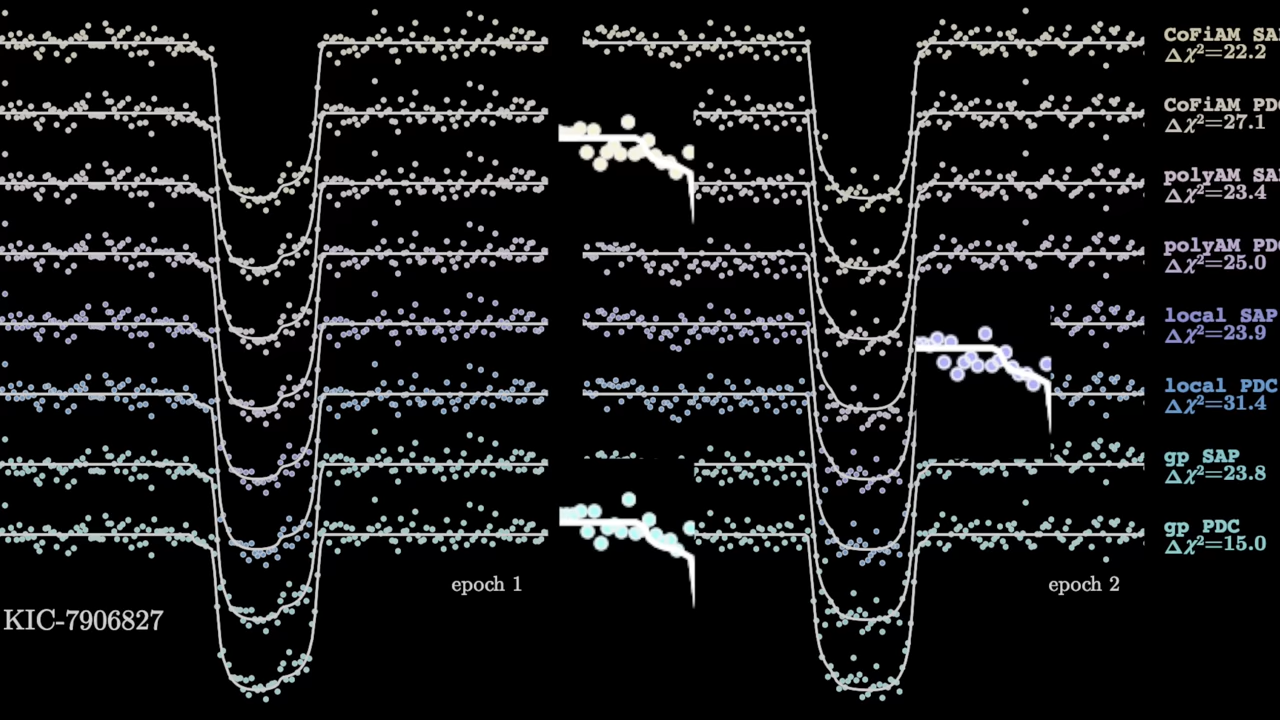 CoFiAM SA
Δχ²=22.2
CoFiAM PD
Δχ²=27.1
polyAM SA
Δχ²=23.4
polyAM PD
Δχ²=25.0
local SAP
Δχ²=23.9
local PDC
Δχ²=31.4
gp SAP
Δχ²=23.8
gp PDC
Δχ²=15.0
epoch 1
epoch 2
KIC-7906827